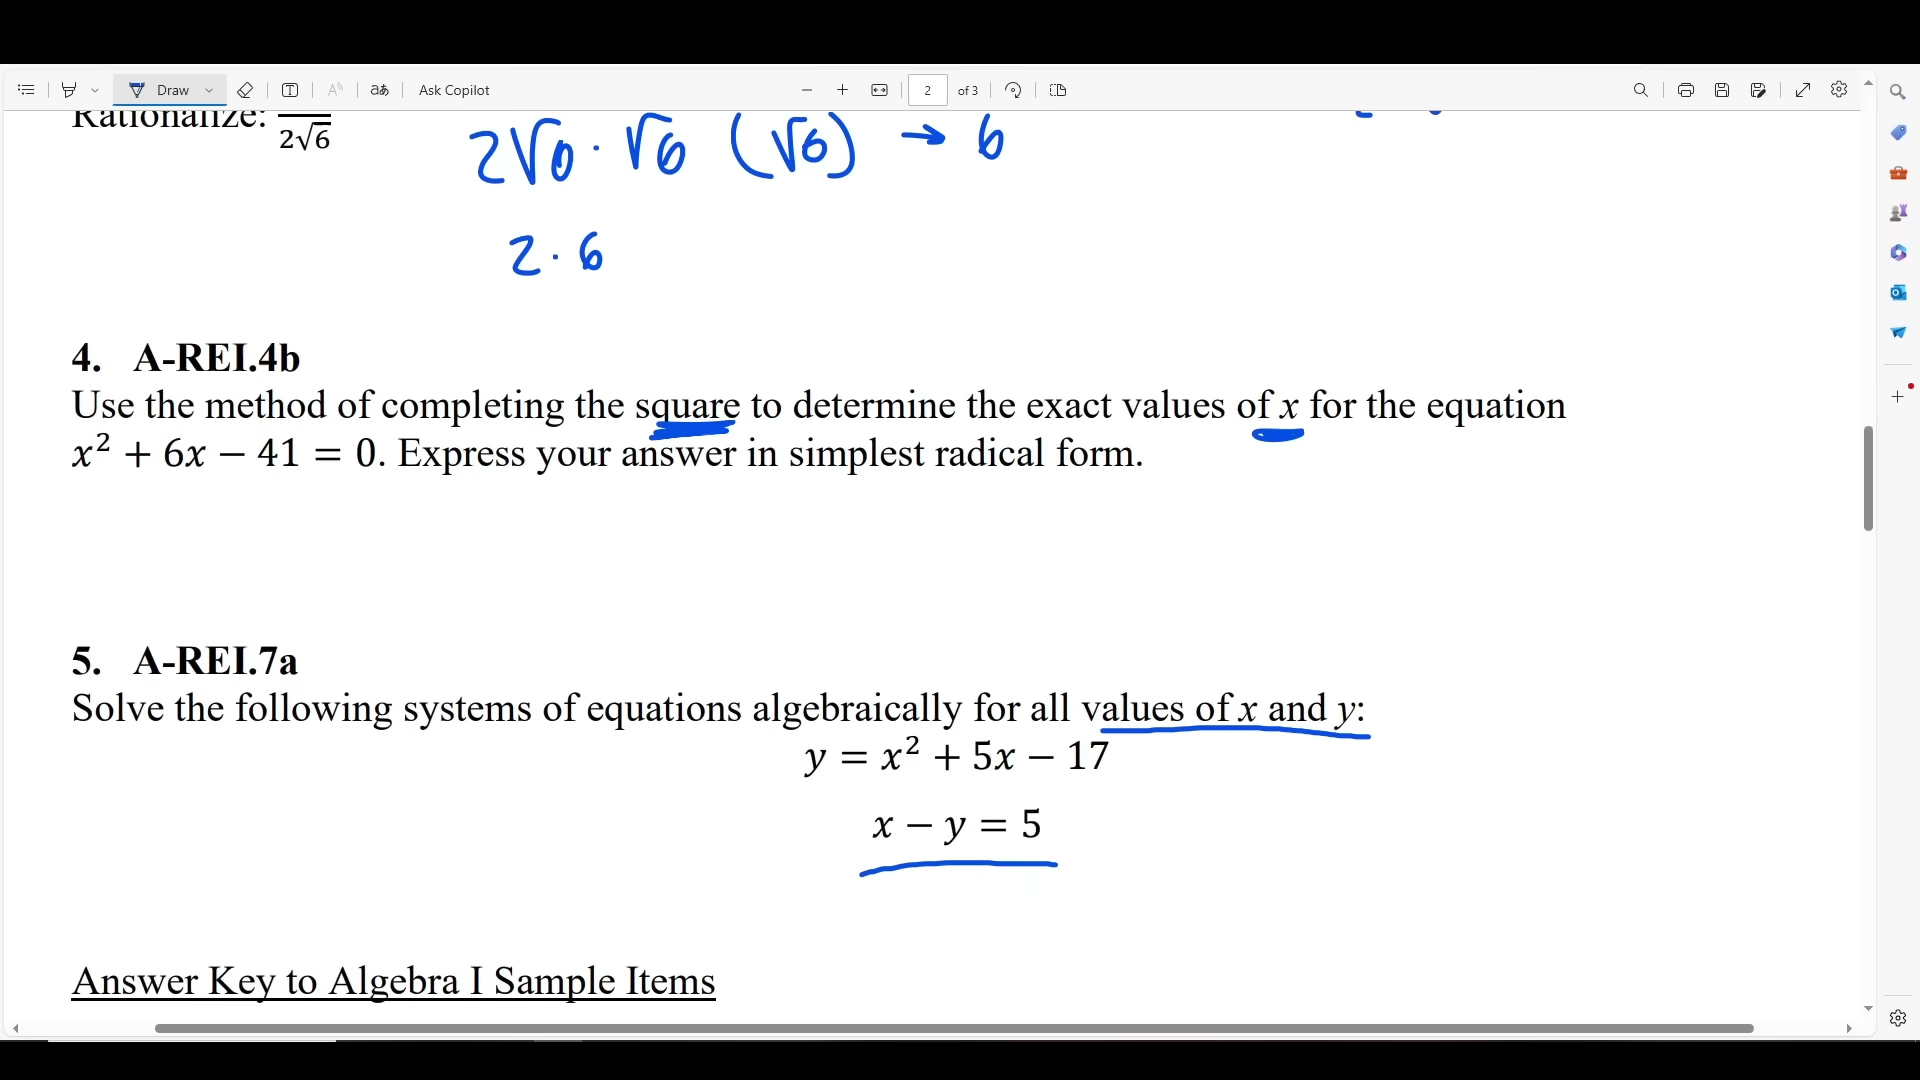 Draw
Ask Copilot
2 of 3
Rationalize: 2√6
2√6 · √6 (√6) → 6
2 · 6
4. A-REI.4b
Use the method of completing the square to determine the exact values of x for the equation
x² + 6x − 41 = 0. Express your answer in simplest radical form.
5. A-REI.7a
Solve the following systems of equations algebraically for all values of x and y:
y = x² + 5x − 17
x − y = 5
Answer Key to Algebra I Sample Items